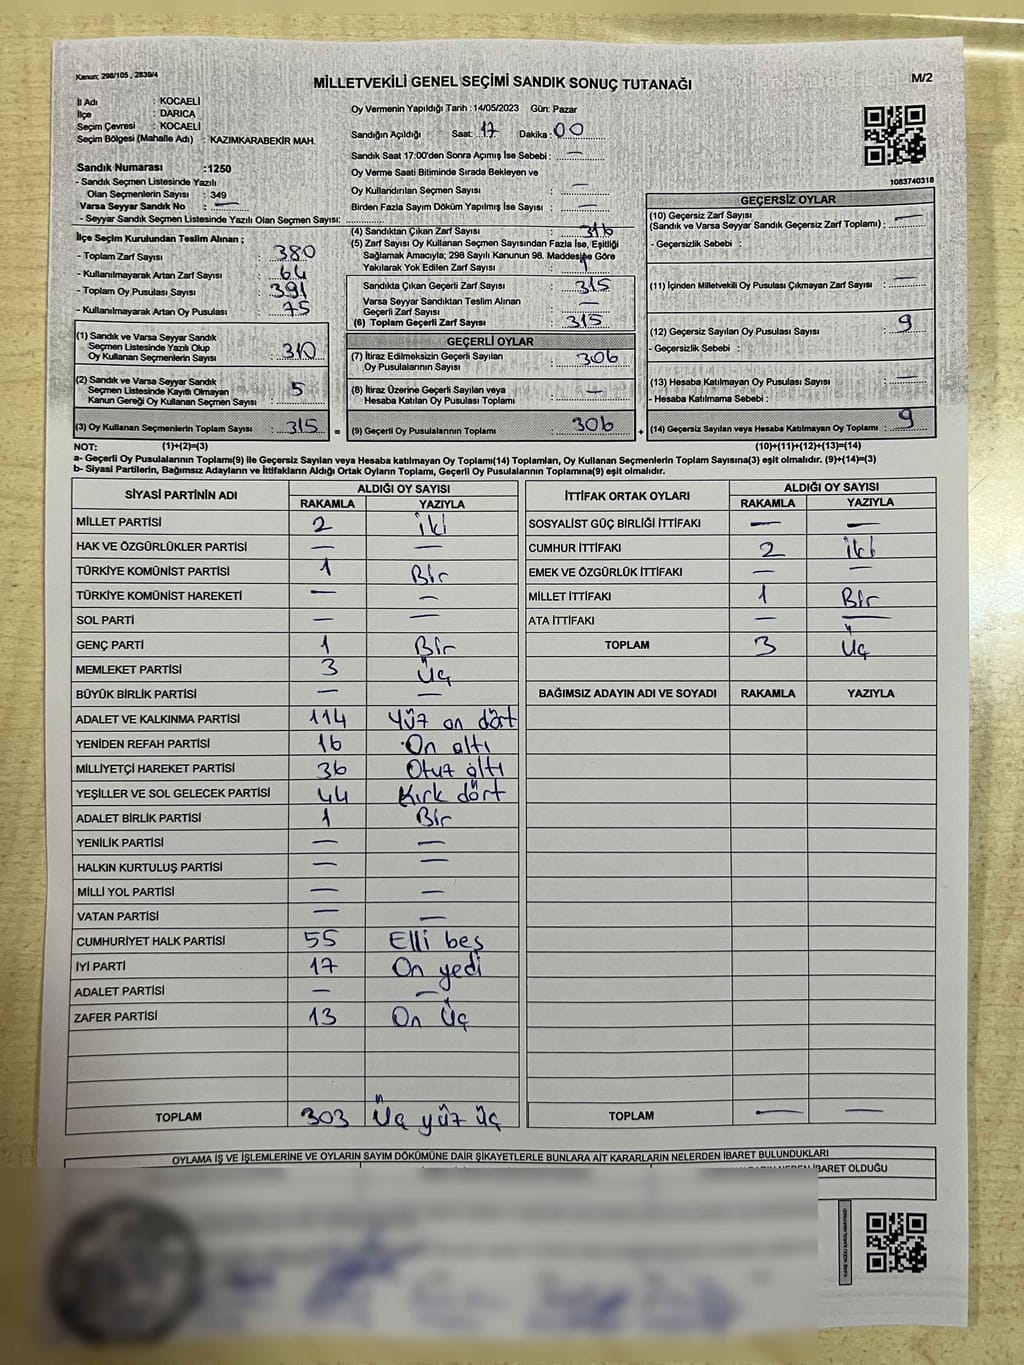 Kanun; 298/105 , 2839/4
MİLLETVEKİLİ GENEL SEÇİMİ SANDIK SONUÇ TUTANAĞI
M/2
İl Adı : KOCAELİ
İlçe : DARICA
Seçim Çevresi : KOCAELİ
Seçim Bölgesi (Mahalle Adı) : KAZIMKARABEKİR MAH.
Sandık Numarası :1250
- Sandık Seçmen Listesinde Yazılı
Olan Seçmenlerin Sayısı : 349
Varsa Seyyar Sandık No : —
- Seyyar Sandık Seçmen Listesinde Yazılı Olan Seçmen Sayısı:
İlçe Seçim Kurulundan Teslim Alınan ;
- Toplam Zarf Sayısı : 380
- Kullanılmayarak Artan Zarf Sayısı : 64
- Toplam Oy Pusulası Sayısı : 391
- Kullanılmayarak Artan Oy Pusulası : 75
(1) Sandık ve Varsa Seyyar Sandık
Seçmen Listesinde Yazılı Olup
Oy Kullanan Seçmenlerin Sayısı : 310
(2) Sandık ve Varsa Seyyar Sandık
Seçmen Listesinde Kayıtlı Olmayan
Kanun Gereği Oy Kullanan Seçmen Sayısı : 5
(3) Oy Kullanan Seçmenlerin Toplam Sayısı : 315
Oy Vermenin Yapıldığı Tarih :14/05/2023 Gün: Pazar
Sandığın Açıldığı Saat: 17 Dakika: 00
Sandık Saat 17:00'den Sonra Açımış İse Sebebi : —
Oy Verme Saati Bitiminde Sırada Bekleyen ve
Oy Kullandırılan Seçmen Sayısı : —
Birden Fazla Sayım Döküm Yapılmış İse Sayısı : —
(4) Sandıktan Çıkan Zarf Sayısı : 316
(5) Zarf Sayısı Oy Kullanan Seçmen Sayısından Fazla İse, Eşitliği
Sağlamak Amacıyla; 298 Sayılı Kanunun 98. Maddesine Göre
Yakılarak Yok Edilen Zarf Sayısı : 1
Sandıkta Çıkan Geçerli Zarf Sayısı : 315
Varsa Seyyar Sandıktan Teslim Alınan : —
(6) Toplam Geçerli Zarf Sayısı : 315
GEÇERLİ OYLAR
(7) İtiraz Edilmeksizin Geçerli Sayılan
Oy Pusulalarının Sayısı : 306
(8) İtiraz Üzerine Geçerli Sayılan veya
Hesaba Katılan Oy Pusulası Toplamı : —
= (9) Geçerli Oy Pusulalarının Toplamı : 306
1083740318
GEÇERSİZ OYLAR
(10) Geçersiz Zarf Sayısı
(Sandık ve Varsa Seyyar Sandık Geçersiz Zarf Toplamı) : —
- Geçersizlik Sebebi :
(11) İçinden Milletvekili Oy Pusulası Çıkmayan Zarf Sayısı : —
(12) Geçersiz Sayılan Oy Pusulası Sayısı : 9
- Geçersizlik Sebebi :
(13) Hesaba Katılmayan Oy Pusulası Sayısı : —
- Hesaba Katılmama Sebebi :
+ (14) Geçersiz Sayılan veya Hesaba Katılmayan Oy Toplamı : 9
NOT: (1)+(2)=(3) (10)+(11)+(12)+(13)=(14)
a- Geçerli Oy Pusulalarının Toplamı(9) ile Geçersiz Sayılan veya Hesaba katılmayan Oy Toplamı(14) Toplamları, Oy Kullanan Seçmenlerin Toplam Sayısına(3) eşit olmalıdır. (9)+(14)=(3)
b- Siyasi Partilerin, Bağımsız Adayların ve İttifakların Aldığı Ortak Oyların Toplamı, Geçerli Oy Pusulalarının Toplamına(9) eşit olmalıdır.
SİYASİ PARTİNİN ADI ALDIĞI OY SAYISI
RAKAMLA YAZIYLA
MİLLET PARTİSİ 2 iki
HAK VE ÖZGÜRLÜKLER PARTİSİ — —
TÜRKİYE KOMÜNİST PARTİSİ 1 Bir
TÜRKİYE KOMÜNİST HAREKETİ — —
SOL PARTİ — —
GENÇ PARTİ 1 Bir
MEMLEKET PARTİSİ 3 Üç
BÜYÜK BİRLİK PARTİSİ — —
ADALET VE KALKINMA PARTİSİ 114 Yüz on dört
YENİDEN REFAH PARTİSİ 16 On altı
MİLLİYETÇİ HAREKET PARTİSİ 36 Otuz altı
YEŞİLLER VE SOL GELECEK PARTİSİ 44 Kırk dört
ADALET BİRLİK PARTİSİ 1 Bir
YENİLİK PARTİSİ — —
HALKIN KURTULUŞ PARTİSİ — —
MİLLİ YOL PARTİSİ — —
VATAN PARTİSİ — —
CUMHURİYET HALK PARTİSİ 55 Elli beş
İYİ PARTİ 17 On yedi
ADALET PARTİSİ — —
ZAFER PARTİSİ 13 On Üç
TOPLAM 303 Üç yüz üç
İTTİFAK ORTAK OYLARI ALDIĞI OY SAYISI
RAKAMLA YAZIYLA
SOSYALİST GÜÇ BİRLİĞİ İTTİFAKI — —
CUMHUR İTTİFAKI 2 iki
EMEK VE ÖZGÜRLÜK İTTİFAKI — —
MİLLET İTTİFAKI 1 Bir
ATA İTTİFAKI — —
TOPLAM 3 Üç
BAĞIMSIZ ADAYIN ADI VE SOYADI RAKAMLA YAZIYLA
TOPLAM — —
OYLAMA İŞ VE İŞLEMLERİNE VE OYLARIN SAYIM DÖKÜMÜNE DAİR ŞİKAYETLERLE BUNLARA AİT KARARLARIN NELERDEN İBARET BULUNDUKLARI
İBARET OLDUĞU